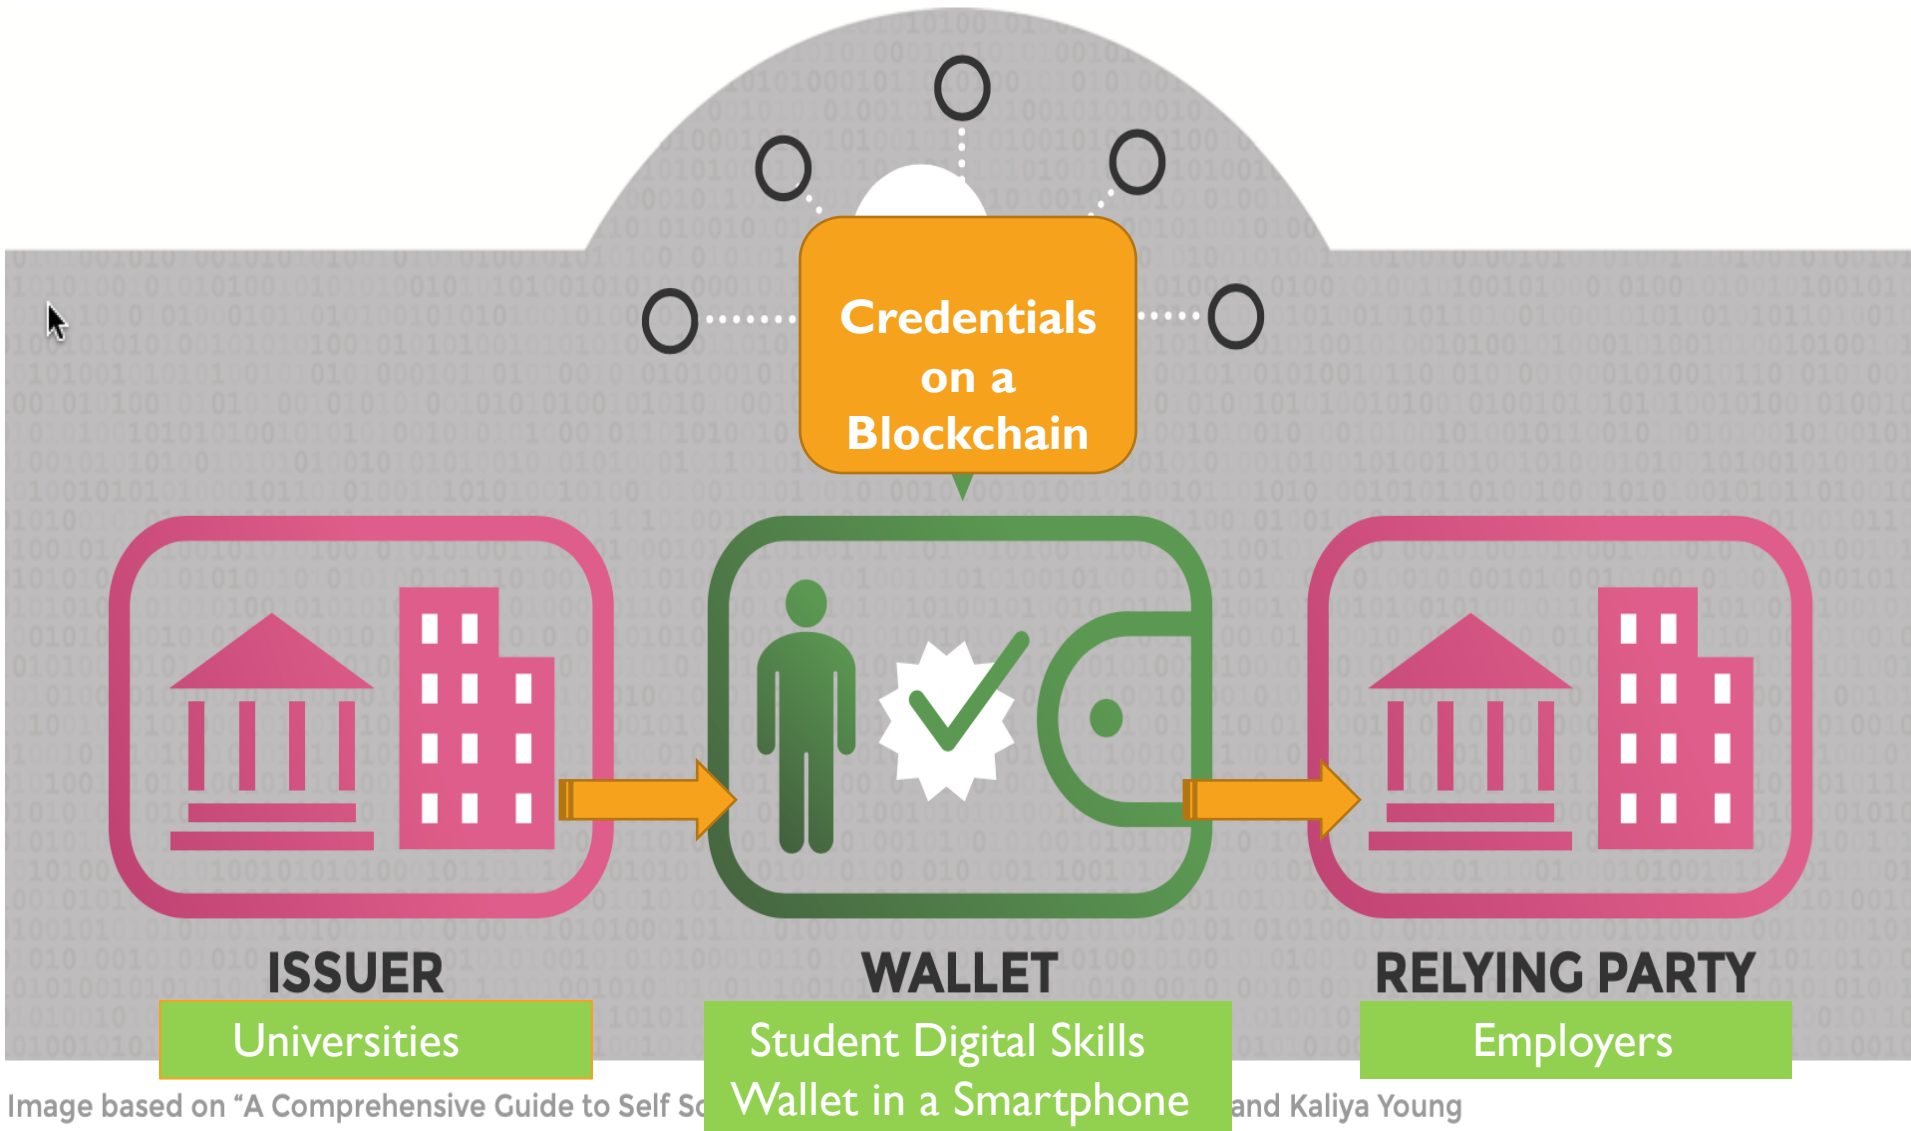 Credentials
on a
Blockchain
ISSUER
WALLET
RELYING PARTY
Universities
Student Digital Skills
Wallet in a Smartphone
Employers
Image based on “A Comprehensive Guide to Self
and Kaliya Young